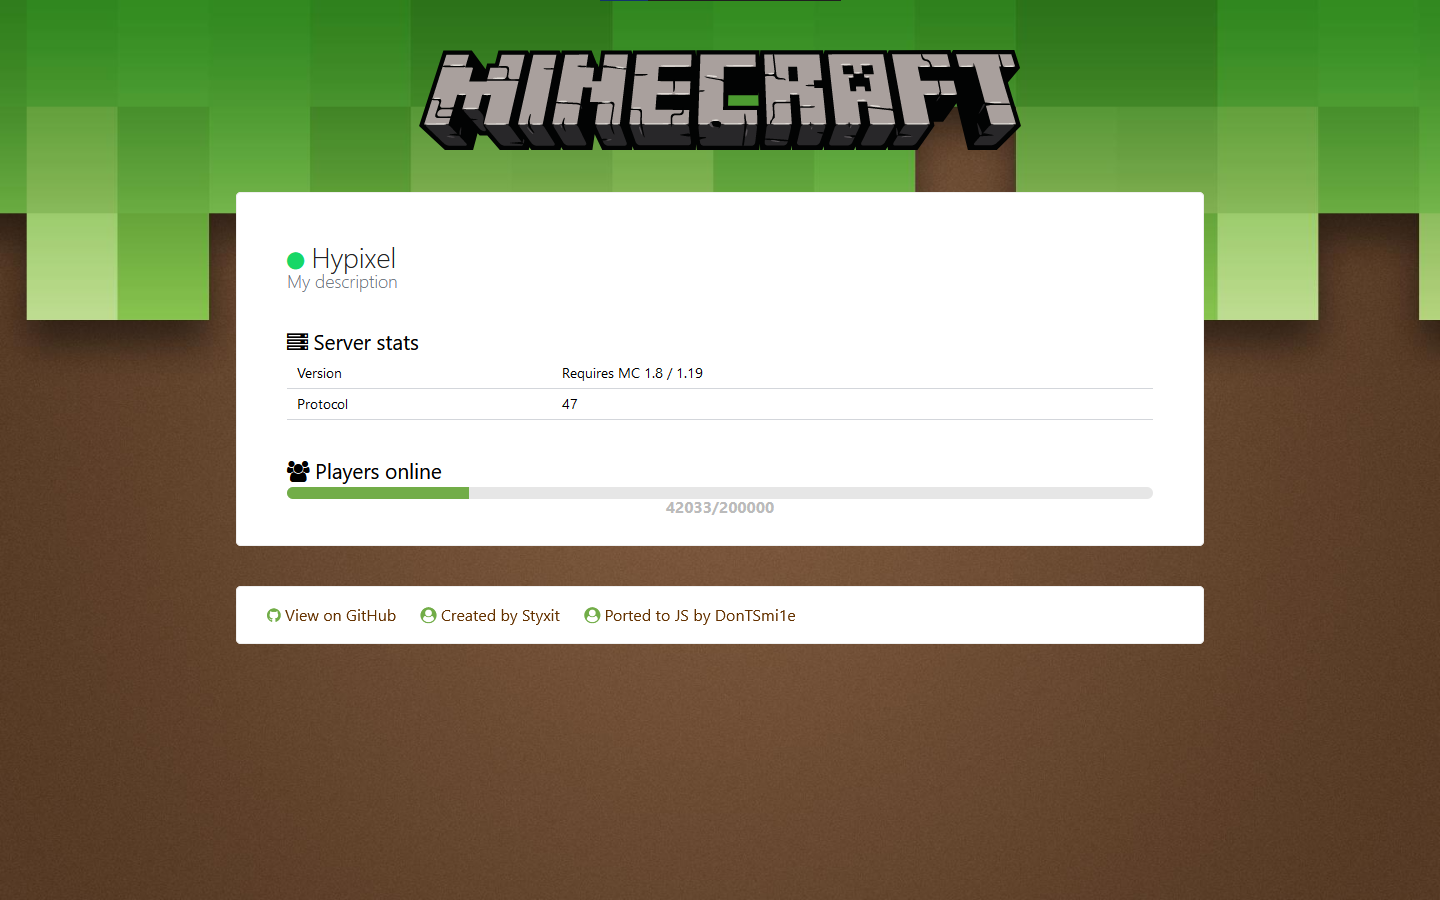 MINECRAFT
Hypixel
My description
Server stats
Version Requires MC 1.8 / 1.19
Protocol 47
Players online
42033/200000
View on GitHub Created by Styxit Ported to JS by DonTSmi1e